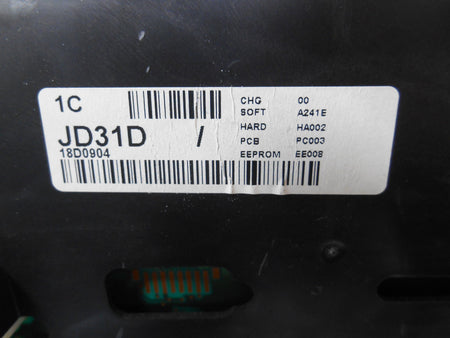 1C CHG 00
SOFT A241E
JD31D / HARD HA002
PCB PC003
18D0904 EEPROM EE008